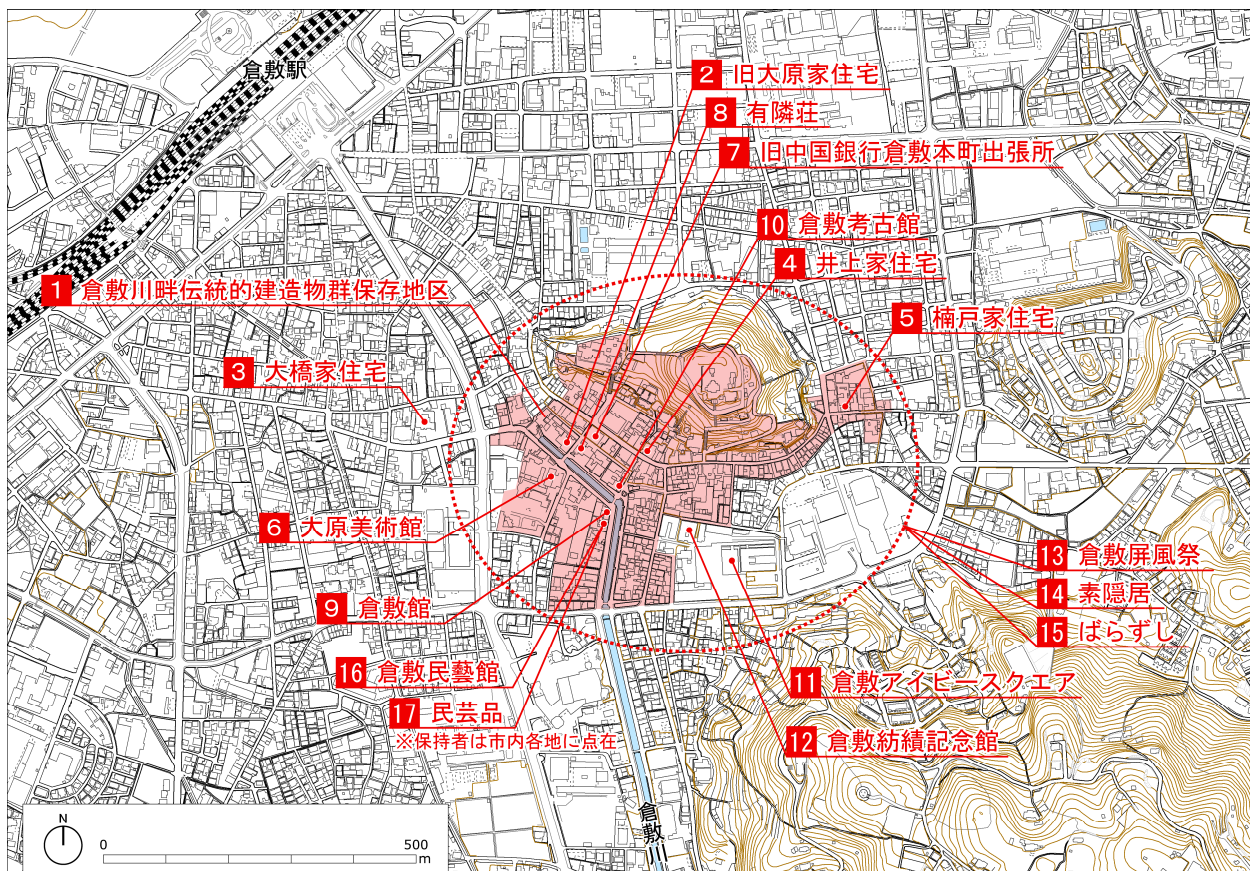 倉敷駅
2 旧大原家住宅
8 有隣荘
7 旧中国銀行倉敷本町出張所
10 倉敷考古館
4 井上家住宅
1 倉敷川畔伝統的建造物群保存地区
5 楠戸家住宅
3 大橋家住宅
6 大原美術館
13 倉敷屏風祭
14 素隠居
15 ばらずし
9 倉敷館
16 倉敷民藝館
11 倉敷アイビースクエア
17 民芸品
※保持者は市内各地に点在
12 倉敷紡績記念館
倉敷川
N
0 500 m